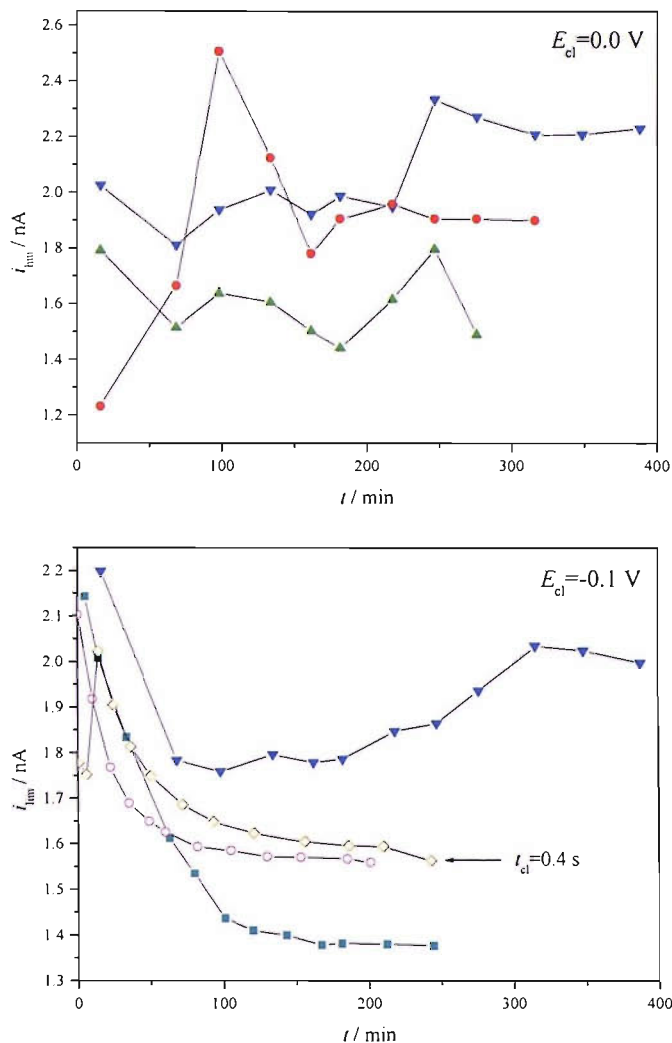 E_cl=0.0 V
2.6
2.4
2.2
2.0
1.8
1.6
1.4
1.2
i_lim / nA
0 100 200 300 400
t / min
E_cl=-0.1 V
2.2
2.1
2.0
1.9
1.8
1.7
1.6
1.5
1.4
1.3
i_lim / nA
t_cl=0.4 s
0 100 200 300 400
t / min